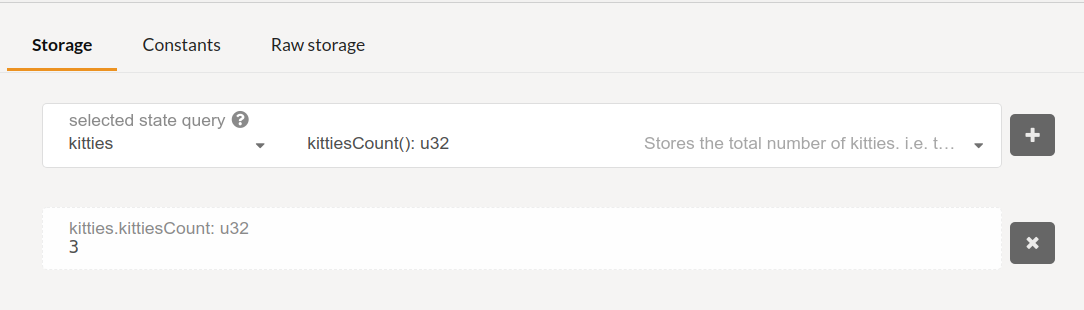 Storage Constants Raw storage
selected state query
kitties kittiesCount(): u32 Stores the total number of kitties. i.e. t…
kitties.kittiesCount: u32
3